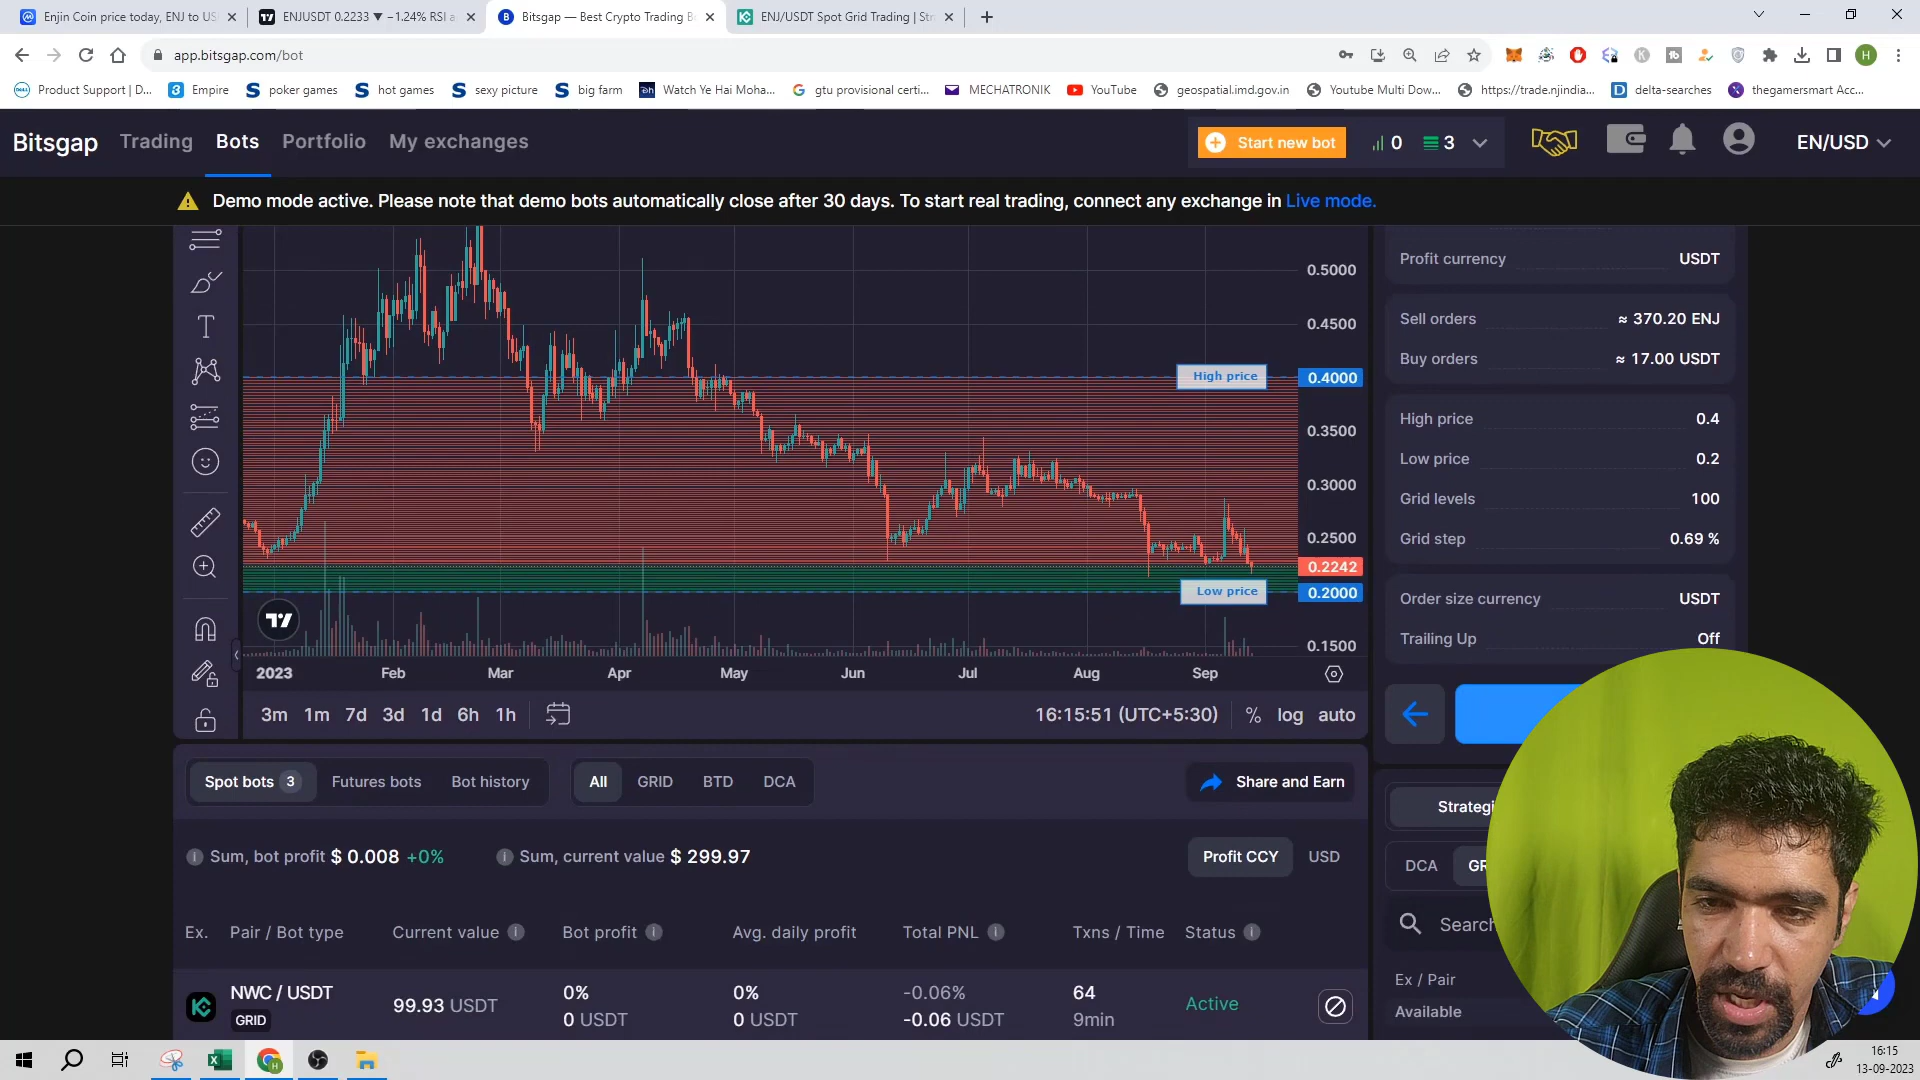 Enjin Coin price today, ENJ to US
ENJUSDT 0.2233 ▼ −1.24% RSI a
Bitsgap — Best Crypto Trading B
ENJ/USDT Spot Grid Trading | Str
app.bitsgap.com/bot
Product Support | D...
Empire
poker games
hot games
sexy picture
big farm
Watch Ye Hai Moha...
gtu provisional certi...
MECHATRONIK
YouTube
geospatial.imd.gov.in
Youtube Multi Dow...
https://trade.njindia...
delta-searches
thegamersmart Acc...
Bitsgap
Trading
Bots
Portfolio
My exchanges
Start new bot
0
3
EN/USD
Demo mode active. Please note that demo bots automatically close after 30 days. To start real trading, connect any exchange in Live mode.
0.5000
0.4500
High price
0.4000
0.3500
0.3000
0.2500
0.2242
Low price
0.2000
0.1500
2023
Feb
Mar
Apr
May
Jun
Jul
Aug
Sep
3m
1m
7d
3d
1d
6h
1h
16:15:51 (UTC+5:30)
%
log
auto
Profit currency
USDT
Sell orders
≈ 370.20 ENJ
Buy orders
≈ 17.00 USDT
High price
0.4
Low price
0.2
Grid levels
100
Grid step
0.69 %
Order size currency
USDT
Trailing Up
Off
Spot bots 3
Futures bots
Bot history
All
GRID
BTD
DCA
Share and Earn
Sum, bot profit $ 0.008 +0%
Sum, current value $ 299.97
Profit CCY
USD
Ex.
Pair / Bot type
Current value
Bot profit
Avg. daily profit
Total PNL
Txns / Time
Status
NWC / USDT
GRID
99.93 USDT
0%
0 USDT
0%
0 USDT
-0.06%
-0.06 USDT
64
9min
Active
Strategi
DCA
GR
Search
Ex / Pair
Available
16:15
13-09-2023